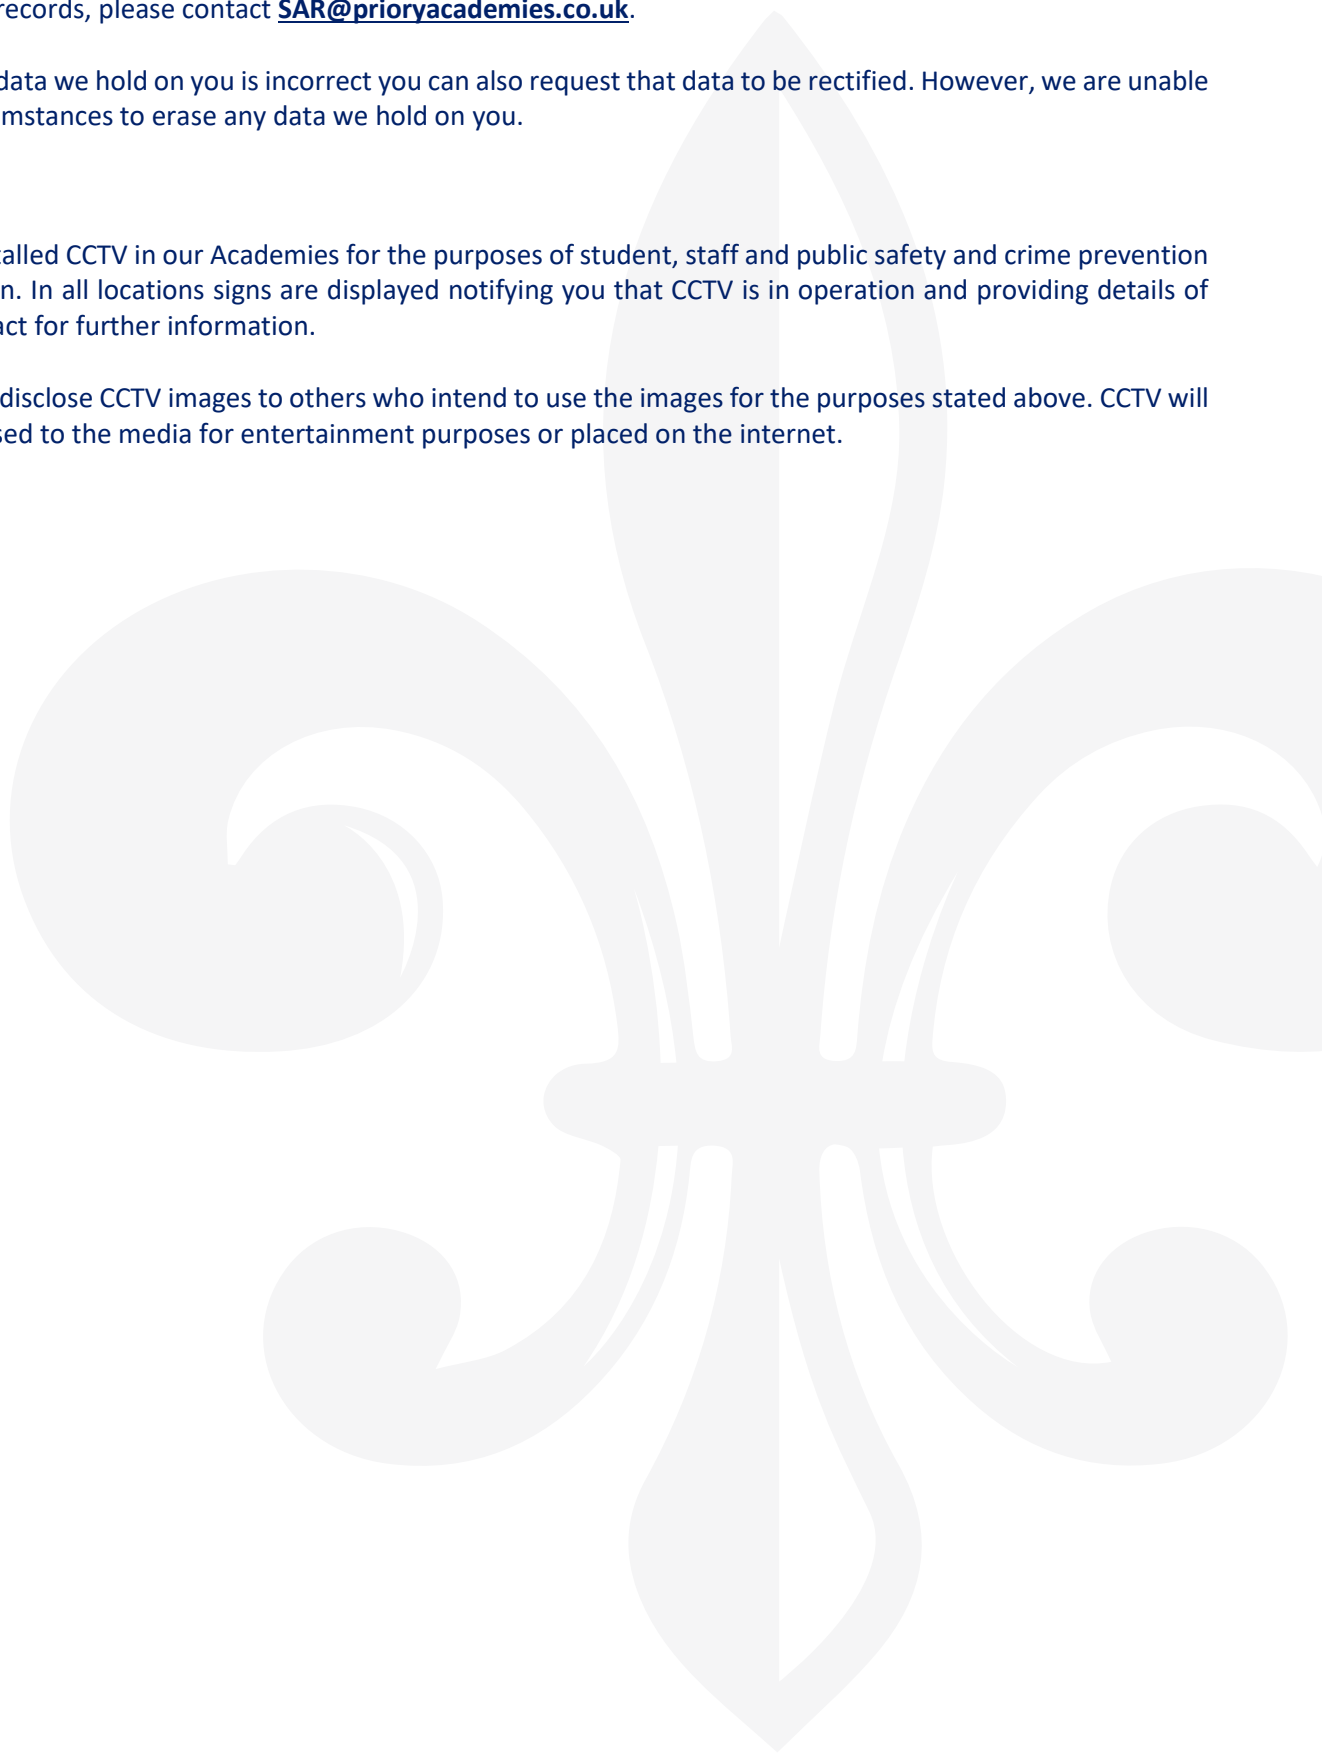 records, please contact SAR@prioryacademies.co.uk.
data we hold on you is incorrect you can also request that data to be rectified. However, we are unable
mstances to erase any data we hold on you.
alled CCTV in our Academies for the purposes of student, staff and public safety and crime prevention
n. In all locations signs are displayed notifying you that CCTV is in operation and providing details of
act for further information.
disclose CCTV images to others who intend to use the images for the purposes stated above. CCTV will
sed to the media for entertainment purposes or placed on the internet.